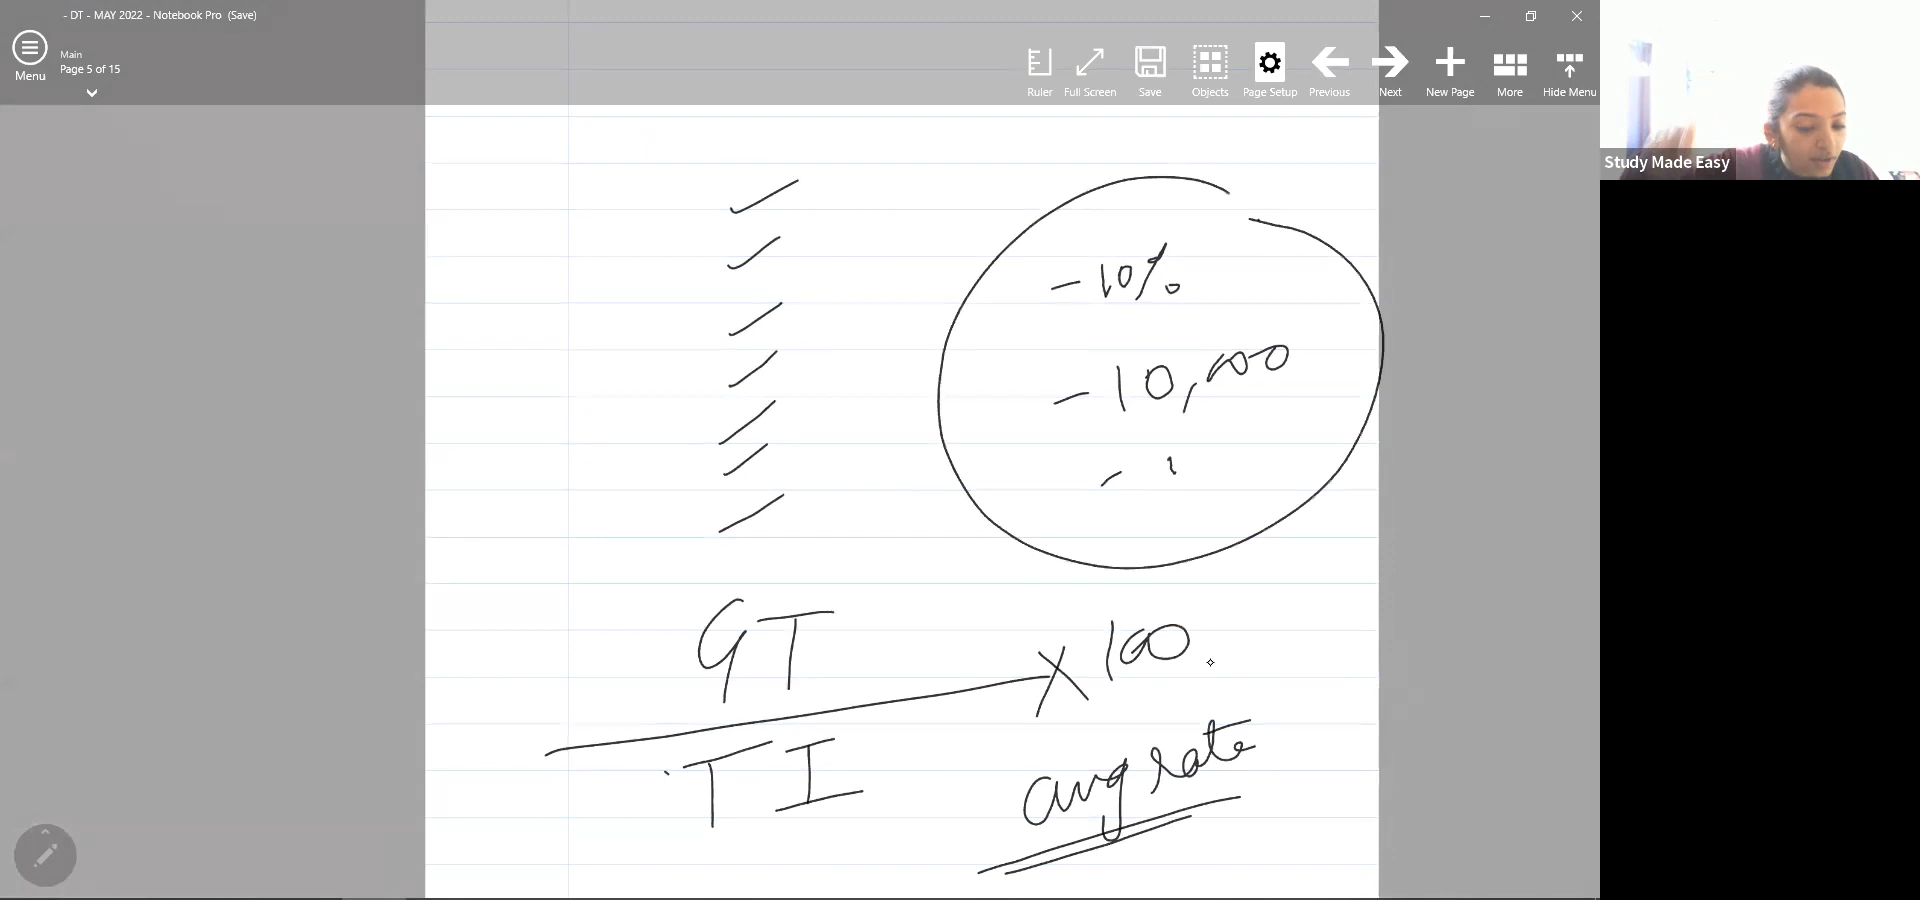 - DT - MAY 2022 - Notebook Pro (Save)
Menu
Main
Page 5 of 15
Ruler
Full Screen
Save
Objects
Page Setup
Previous
Next
New Page
More
Hide Menu
Study Made Easy
- 10%
- 10,000
GT
TI
X 100
avg rate